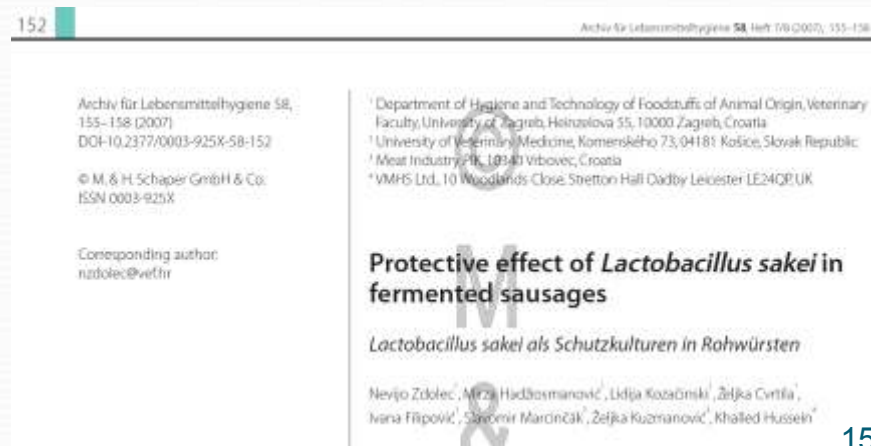 152
Archiv für Lebensmittelhygiene 58, Heft 7/8 (2007), 155–158
Archiv für Lebensmittelhygiene 58,
155–158 (2007)
DOI 10.2377/0003-925X-58-152
© M. & H. Schaper GmbH & Co.
ISSN 0003-925X
Corresponding author:
nzdolec@vef.hr
Department of Hygiene and Technology of Foodstuffs of Animal Origin, Veterinary
Faculty, University of Zagreb, Heinzelova 55, 10000 Zagreb, Croatia
University of Veterinary Medicine, Komenského 73, 04181 Košice, Slovak Republic
Meat Industry PIK, 10340 Vrbovec, Croatia
VMHS Ltd., 10 Woodlands Close, Stretton Hall Oadby Leicester LE24QP, UK
Protective effect of Lactobacillus sakei in
fermented sausages
Lactobacillus sakei als Schutzkulturen in Rohwürsten
Nevijo Zdolec, Mirza Hadžiosmanović, Lidija Kozačinski, Željka Cvrtila,
Ivana Filipović, Slavomir Marcinčák, Željka Kuzmanović, Khalled Hussein
© M &
15